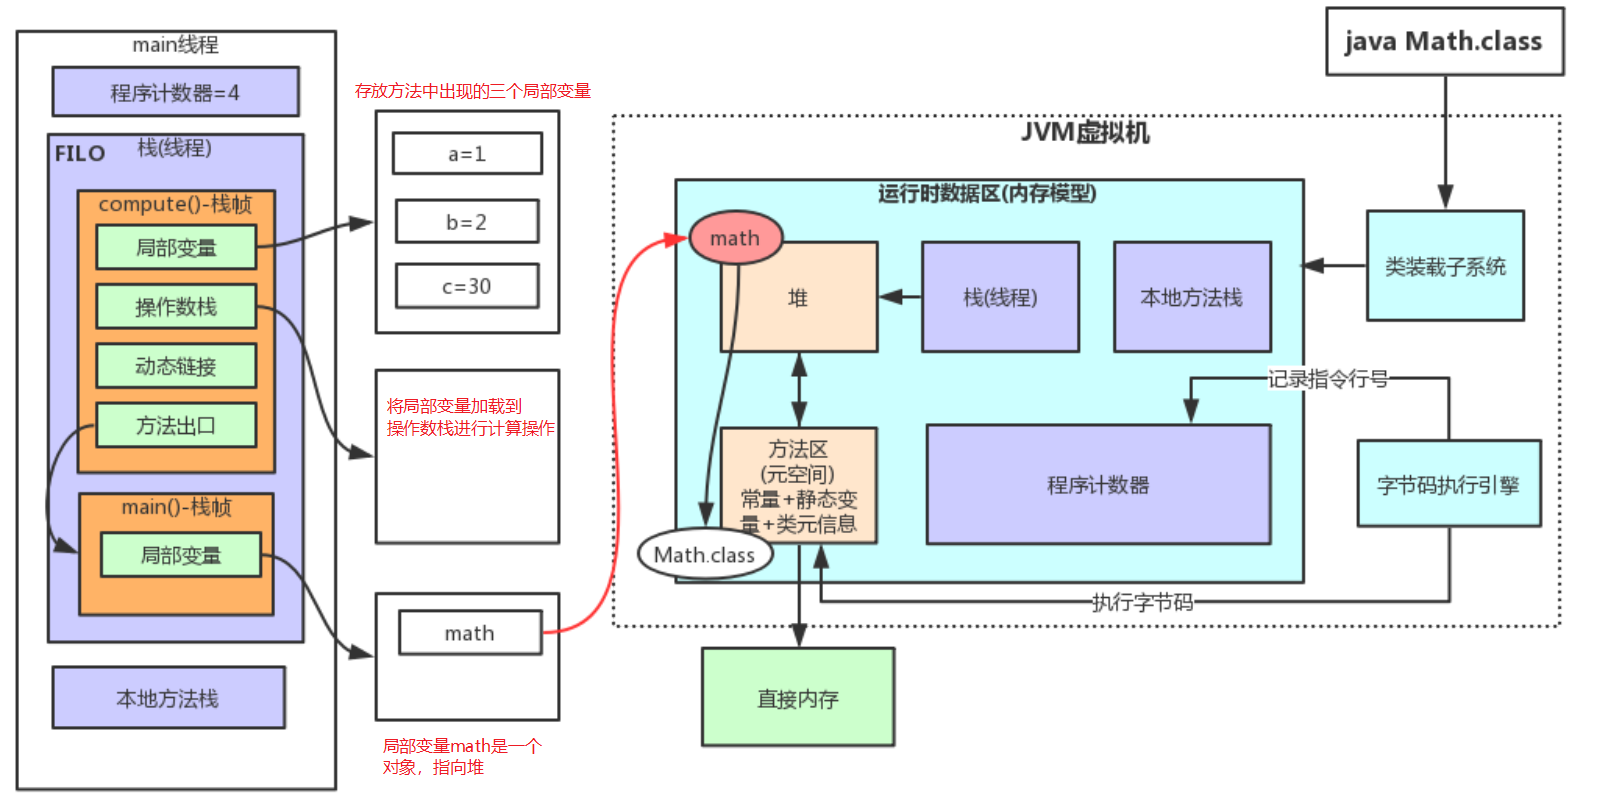 main线程
程序计数器=4
FILO
栈(线程)
compute()-栈帧
局部变量
操作数栈
动态链接
方法出口
main()-栈帧
局部变量
本地方法栈
存放方法中出现的三个局部变量
a=1
b=2
c=30
将局部变量加载到
操作数栈进行计算操作
math
局部变量math是一个
对象，指向堆
java Math.class
JVM虚拟机
运行时数据区(内存模型)
math
堆
栈(线程)
本地方法栈
类装载子系统
记录指令行号
方法区
(元空间)
常量+静态变
量+类元信息
Math.class
程序计数器
字节码执行引擎
执行字节码
直接内存